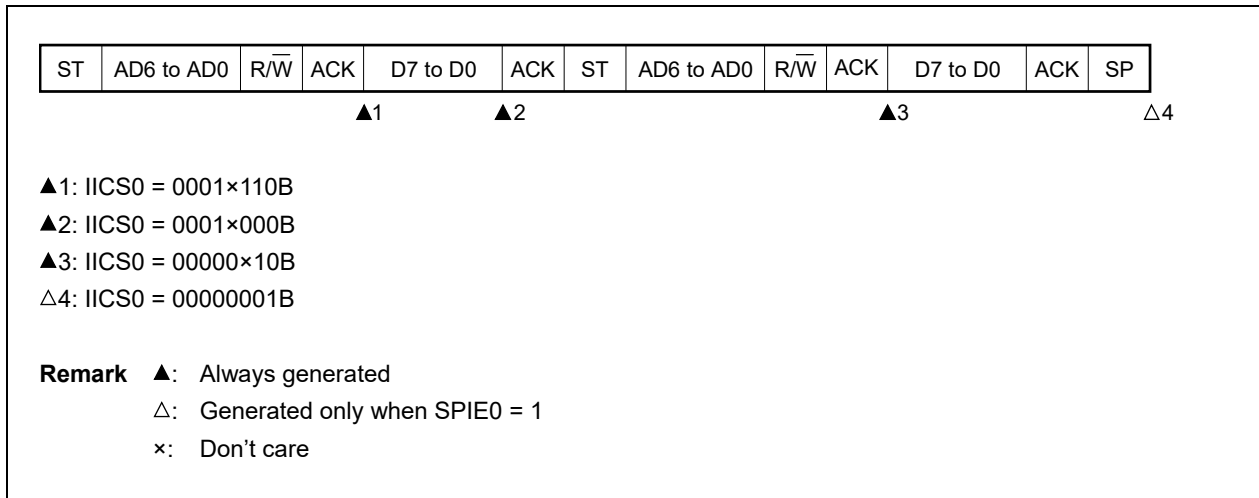 ST AD6 to AD0 R/W̅ ACK D7 to D0 ACK ST AD6 to AD0 R/W̅ ACK D7 to D0 ACK SP
▲1 ▲2 ▲3 △4
▲1: IICS0 = 0001×110B
▲2: IICS0 = 0001×000B
▲3: IICS0 = 00000×10B
△4: IICS0 = 00000001B
Remark ▲: Always generated
△: Generated only when SPIE0 = 1
×: Don’t care